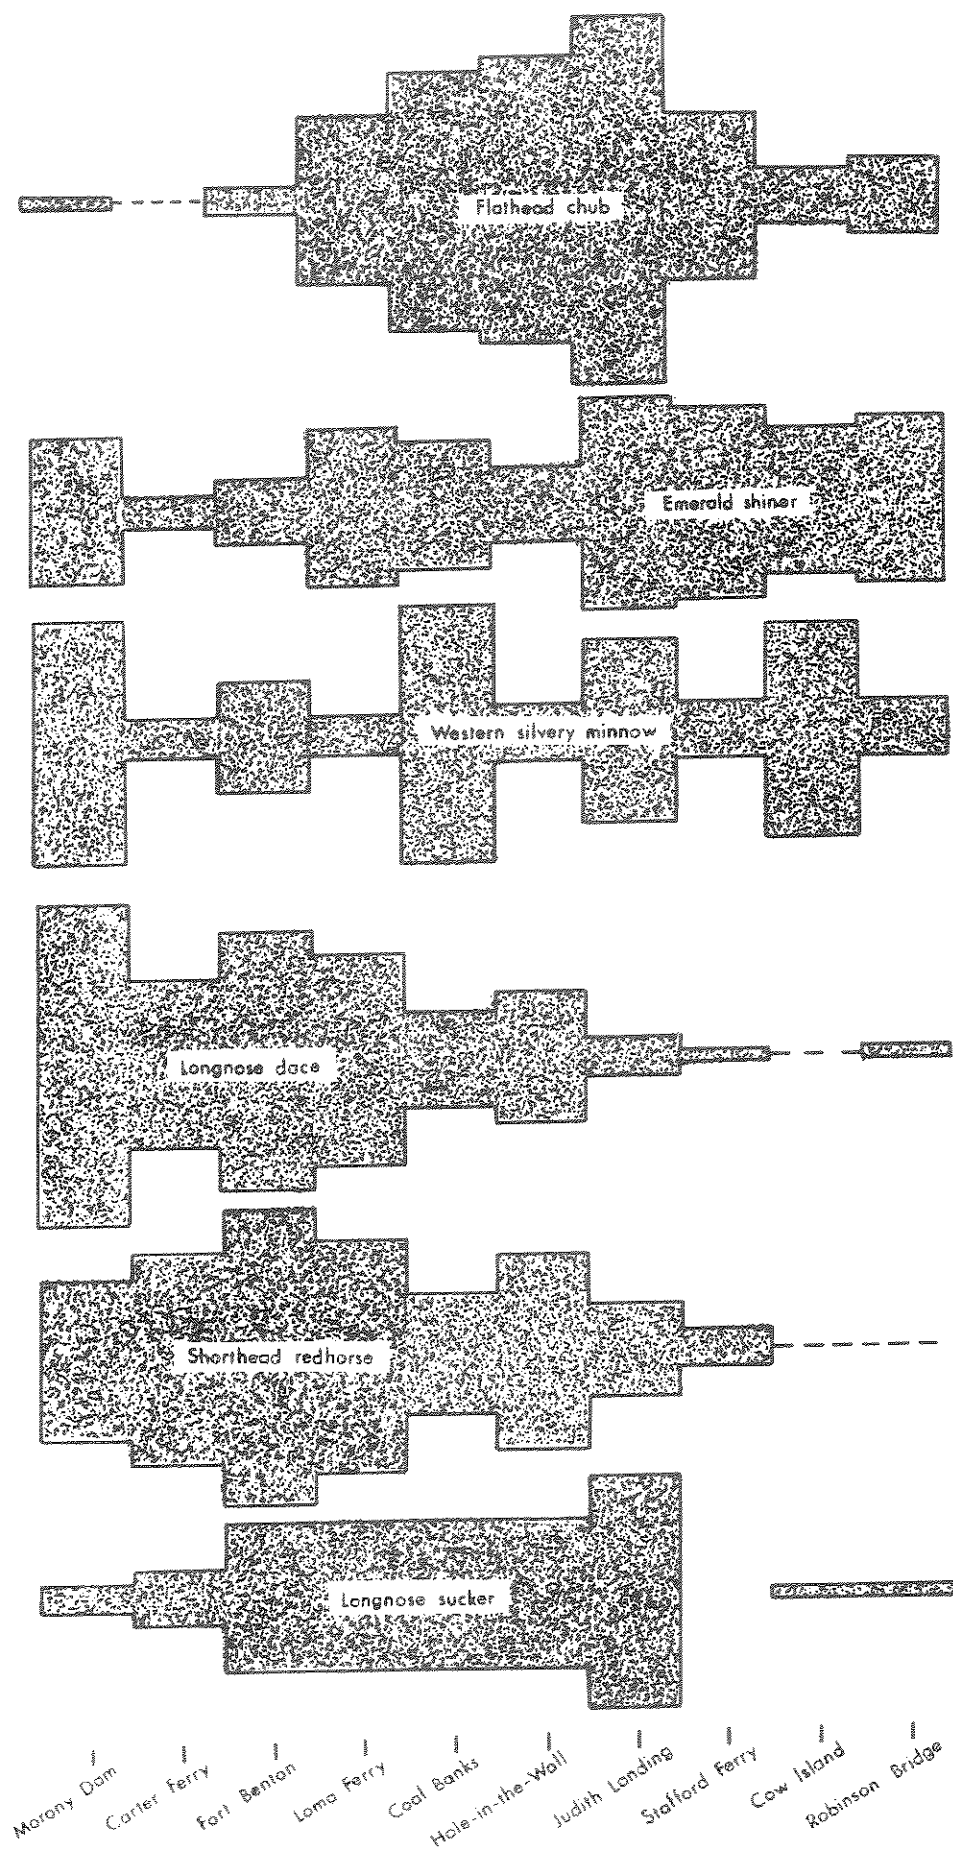 Flathead chub
Emerald shiner
Western silvery minnow
Longnose dace
Shorthead redhorse
Longnose sucker
Morony Dam
Carter Ferry
Fort Benton
Loma Ferry
Coal Banks
Hole-in-the-Wall
Judith Landing
Stafford Ferry
Cow Island
Robinson Bridge